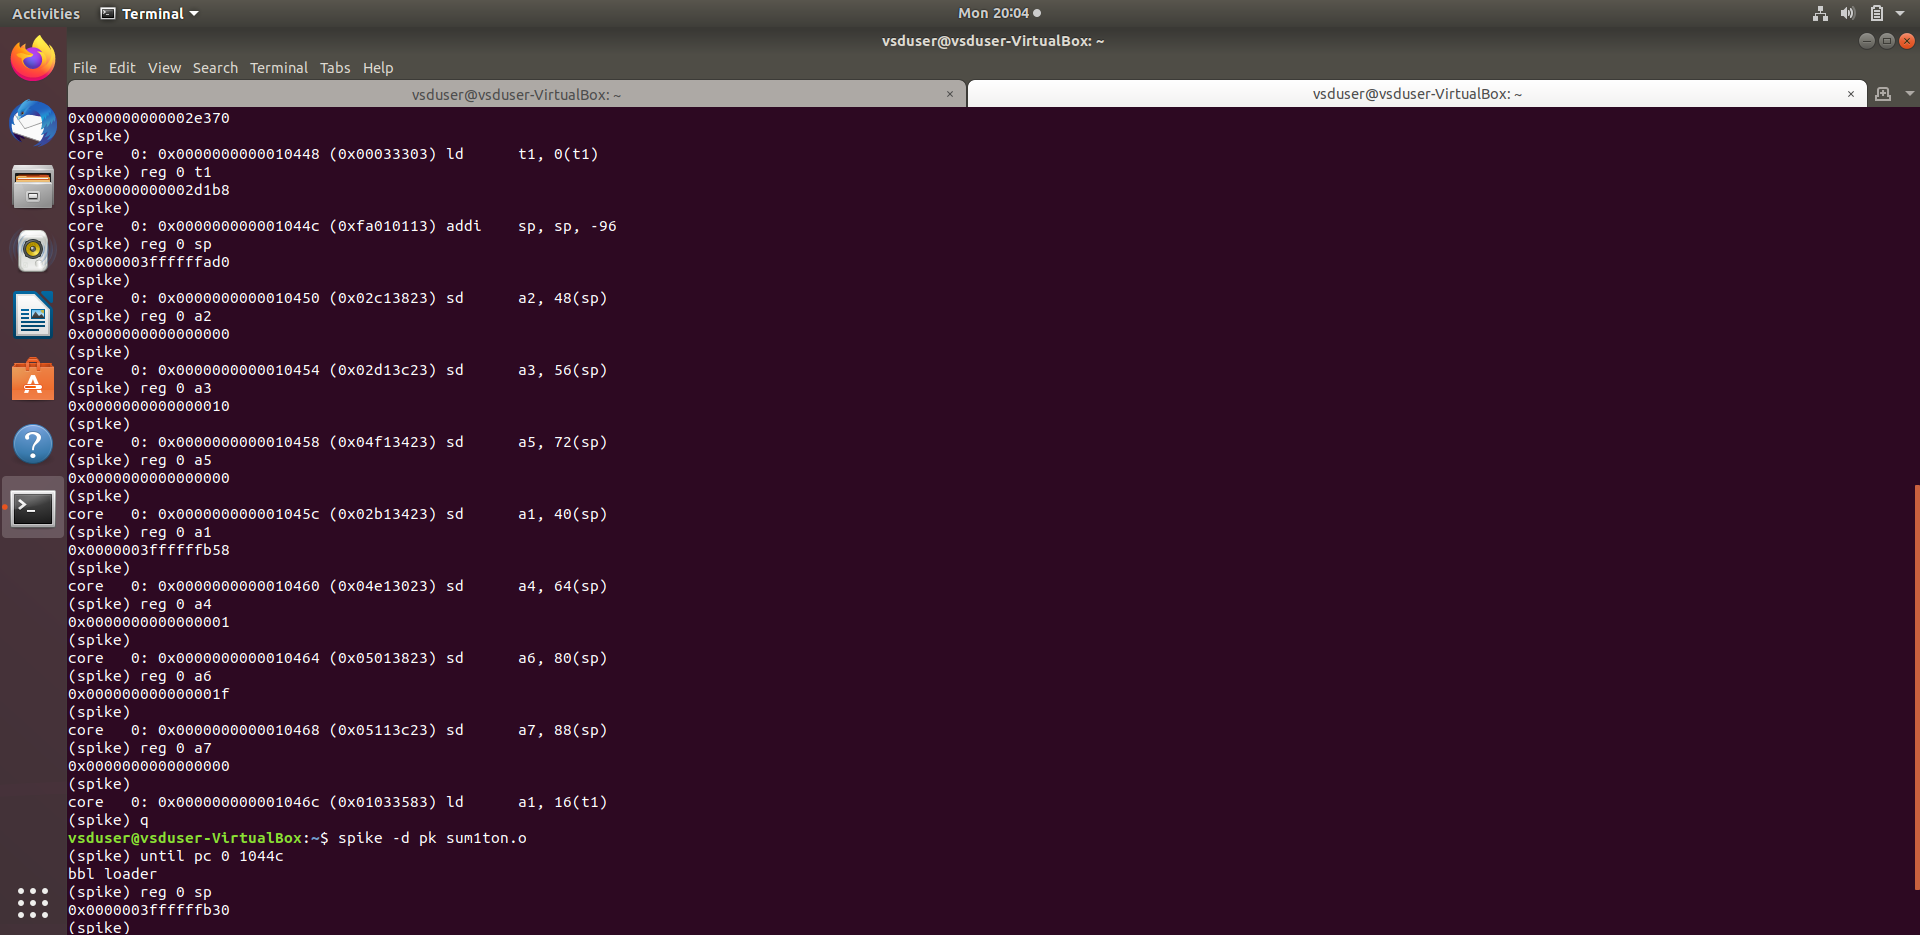 Activities Terminal Mon 20:04
vsduser@vsduser-VirtualBox: ~
File Edit View Search Terminal Tabs Help
vsduser@vsduser-VirtualBox: ~ × vsduser@vsduser-VirtualBox: ~ ×
0x000000000002e370
(spike)
core   0: 0x0000000000010448 (0x00033303) ld      t1, 0(t1)
(spike) reg 0 t1
0x000000000002d1b8
(spike)
core   0: 0x000000000001044c (0xfa010113) addi    sp, sp, -96
(spike) reg 0 sp
0x0000003ffffffad0
(spike)
core   0: 0x0000000000010450 (0x02c13823) sd      a2, 48(sp)
(spike) reg 0 a2
0x0000000000000000
(spike)
core   0: 0x0000000000010454 (0x02d13c23) sd      a3, 56(sp)
(spike) reg 0 a3
0x0000000000000010
(spike)
core   0: 0x0000000000010458 (0x04f13423) sd      a5, 72(sp)
(spike) reg 0 a5
0x0000000000000000
(spike)
core   0: 0x000000000001045c (0x02b13423) sd      a1, 40(sp)
(spike) reg 0 a1
0x0000003ffffffb58
(spike)
core   0: 0x0000000000010460 (0x04e13023) sd      a4, 64(sp)
(spike) reg 0 a4
0x0000000000000001
(spike)
core   0: 0x0000000000010464 (0x05013823) sd      a6, 80(sp)
(spike) reg 0 a6
0x000000000000001f
(spike)
core   0: 0x0000000000010468 (0x05113c23) sd      a7, 88(sp)
(spike) reg 0 a7
0x0000000000000000
(spike)
core   0: 0x000000000001046c (0x01033583) ld      a1, 16(t1)
(spike) q
vsduser@vsduser-VirtualBox:~$ spike -d pk sum1ton.o
(spike) until pc 0 1044c
bbl loader
(spike) reg 0 sp
0x0000003ffffffb30
(spike)